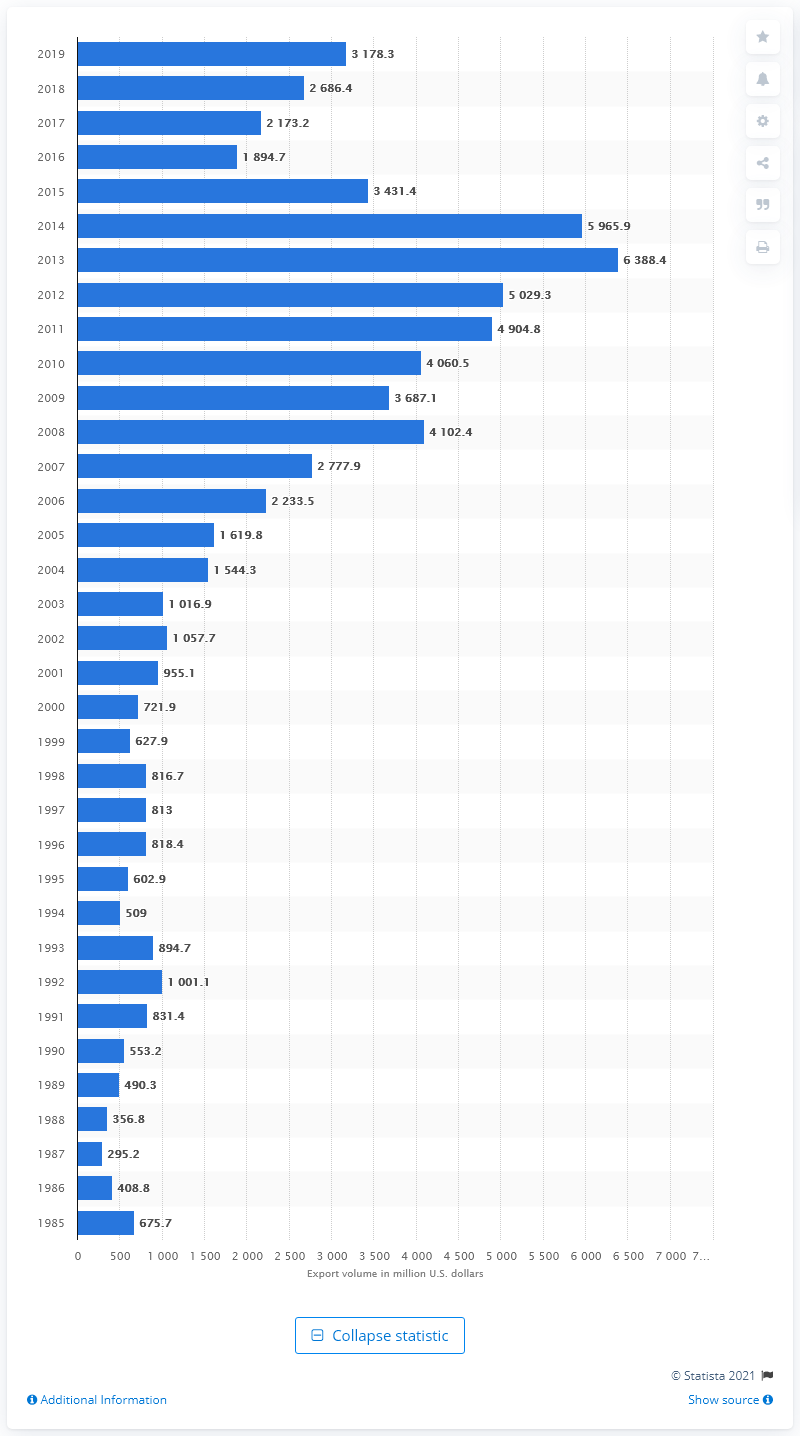 2019 3 178.3
2018 2 686.4
2017 2 173.2
2016 1 894.7
2015 3 431.4
2014 5 965.9
2013 6 388.4
2012 5 029.3
2011 4 904.8
2010 4 060.5
2009 3 687.1
2008 4 102.4
2007 2 777.9
2006 2 233.5
2005 1 619.8
2004 1 544.3
2003 1 016.9
2002 1 057.7
2001 955.1
2000 721.9
1999 627.9
1998 816.7
1997 813
1996 818.4
1995 602.9
1994 509
1993 894.7
1992 1 001.1
1991 831.4
1990 553.2
1989 490.3
1988 356.8
1987 295.2
1986 408.8
1985 675.7
0 500 1 000 1 500 2 000 2 500 3 000 3 500 4 000 4 500 5 000 5 500 6 000 6 500 7 000 7...
Export volume in million U.S. dollars
Collapse statistic
© Statista 2021
Additional Information Show source